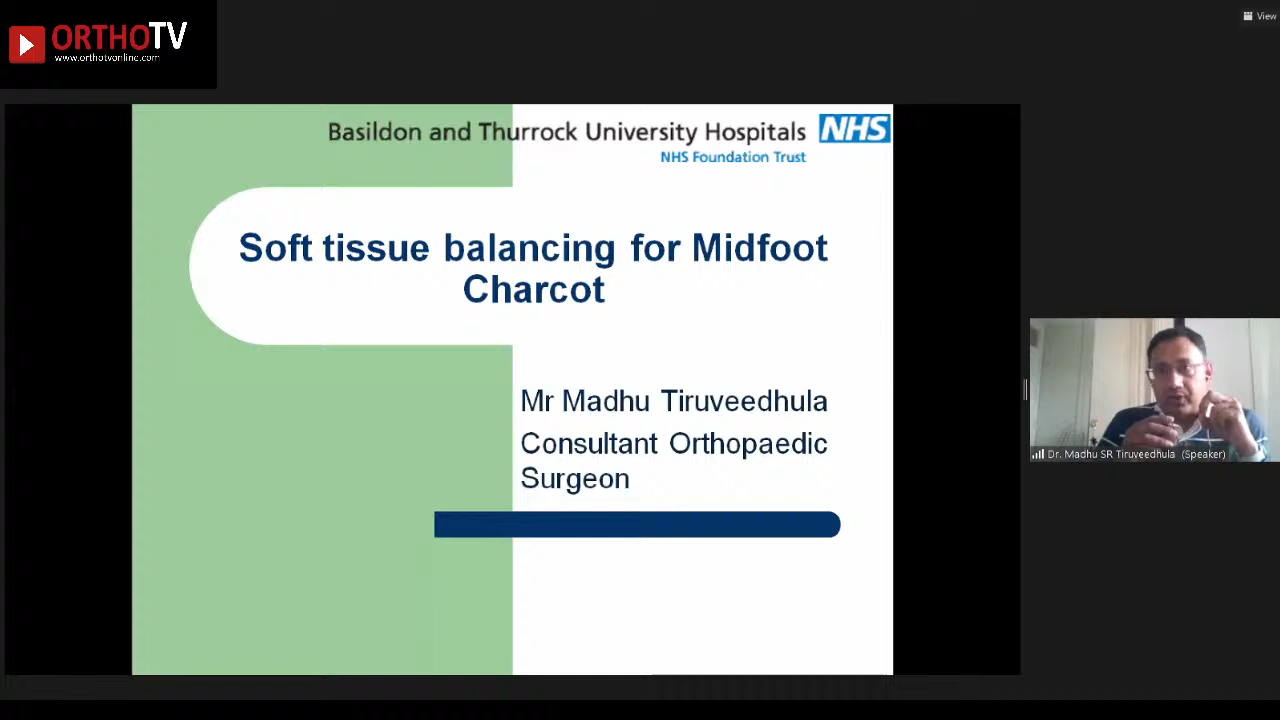 ORTHOTV
www.orthotvonline.com
View
Basildon and Thurrock University Hospitals NHS
NHS Foundation Trust
Soft tissue balancing for Midfoot
Charcot
Mr Madhu Tiruveedhula
Consultant Orthopaedic
Surgeon
Dr. Madhu SR Tiruveedhula (Speaker)